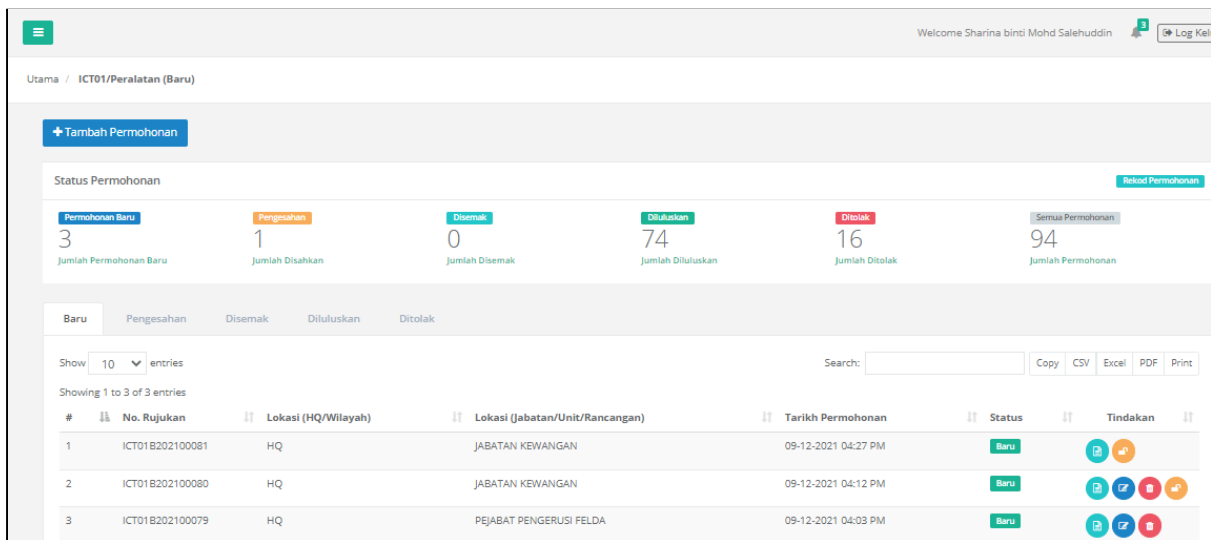 Welcome Sharina binti Mohd Salehuddin 3 Log Kel
Utama / ICT01/Peralatan (Baru)
Tambah Permohonan
Status Permohonan Rekod Permohonan
Permohonan Baru Pengesahan Disemak Diluluskan Ditolak Semua Permohonan
3 1 0 74 16 94
Jumlah Permohonan Baru Jumlah Disahkan Jumlah Disemak Jumlah Diluluskan Jumlah Ditolak Jumlah Permohonan
Baru Pengesahan Disemak Diluluskan Ditolak
Show 10 entries Search: Copy CSV Excel PDF Print
Showing 1 to 3 of 3 entries
# No. Rujukan Lokasi (HQ/Wilayah) Lokasi (Jabatan/Unit/Rancangan) Tarikh Permohonan Status Tindakan
1 ICT01B202100081 HQ JABATAN KEWANGAN 09-12-2021 04:27 PM Baru
2 ICT01B202100080 HQ JABATAN KEWANGAN 09-12-2021 04:12 PM Baru
3 ICT01B202100079 HQ PEJABAT PENGERUSI FELDA 09-12-2021 04:03 PM Baru